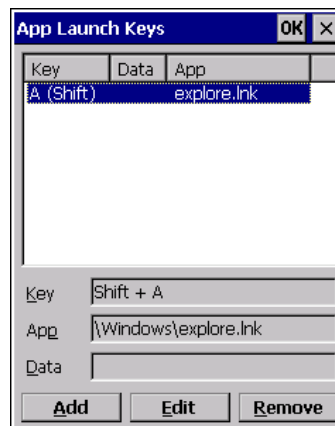 App Launch Keys OK ×
Key Data App
A (Shift) explore.lnk
Key Shift + A
App \Windows\explore.lnk
Data
Add Edit Remove